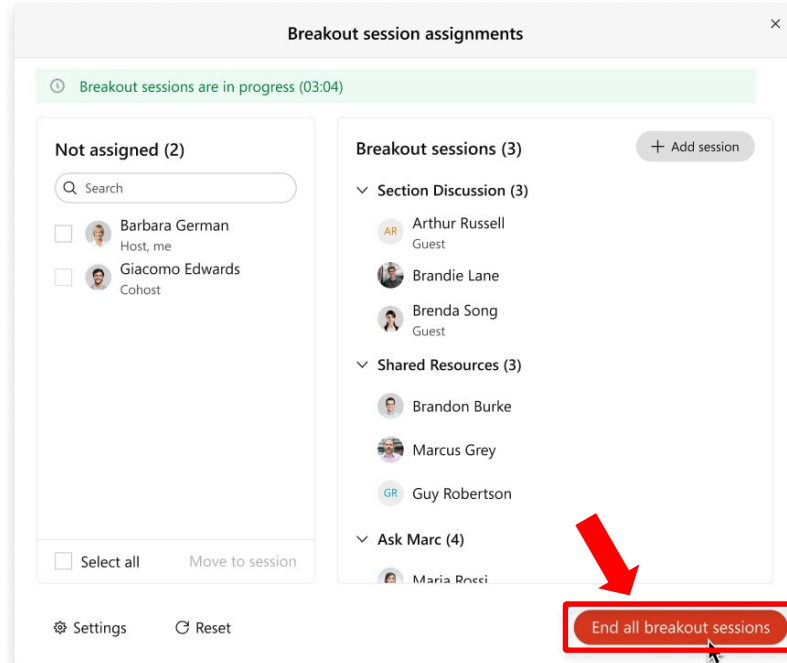 Breakout session assignments
Breakout sessions are in progress (03:04)
Not assigned (2)
Search
Barbara German
Host, me
Giacomo Edwards
Cohost
Select all
Move to session
Breakout sessions (3)
Add session
Section Discussion (3)
AR
Arthur Russell
Guest
Brandie Lane
Brenda Song
Guest
Shared Resources (3)
Brandon Burke
Marcus Grey
GR
Guy Robertson
Ask Marc (4)
Maria Rossi
Settings
Reset
End all breakout sessions